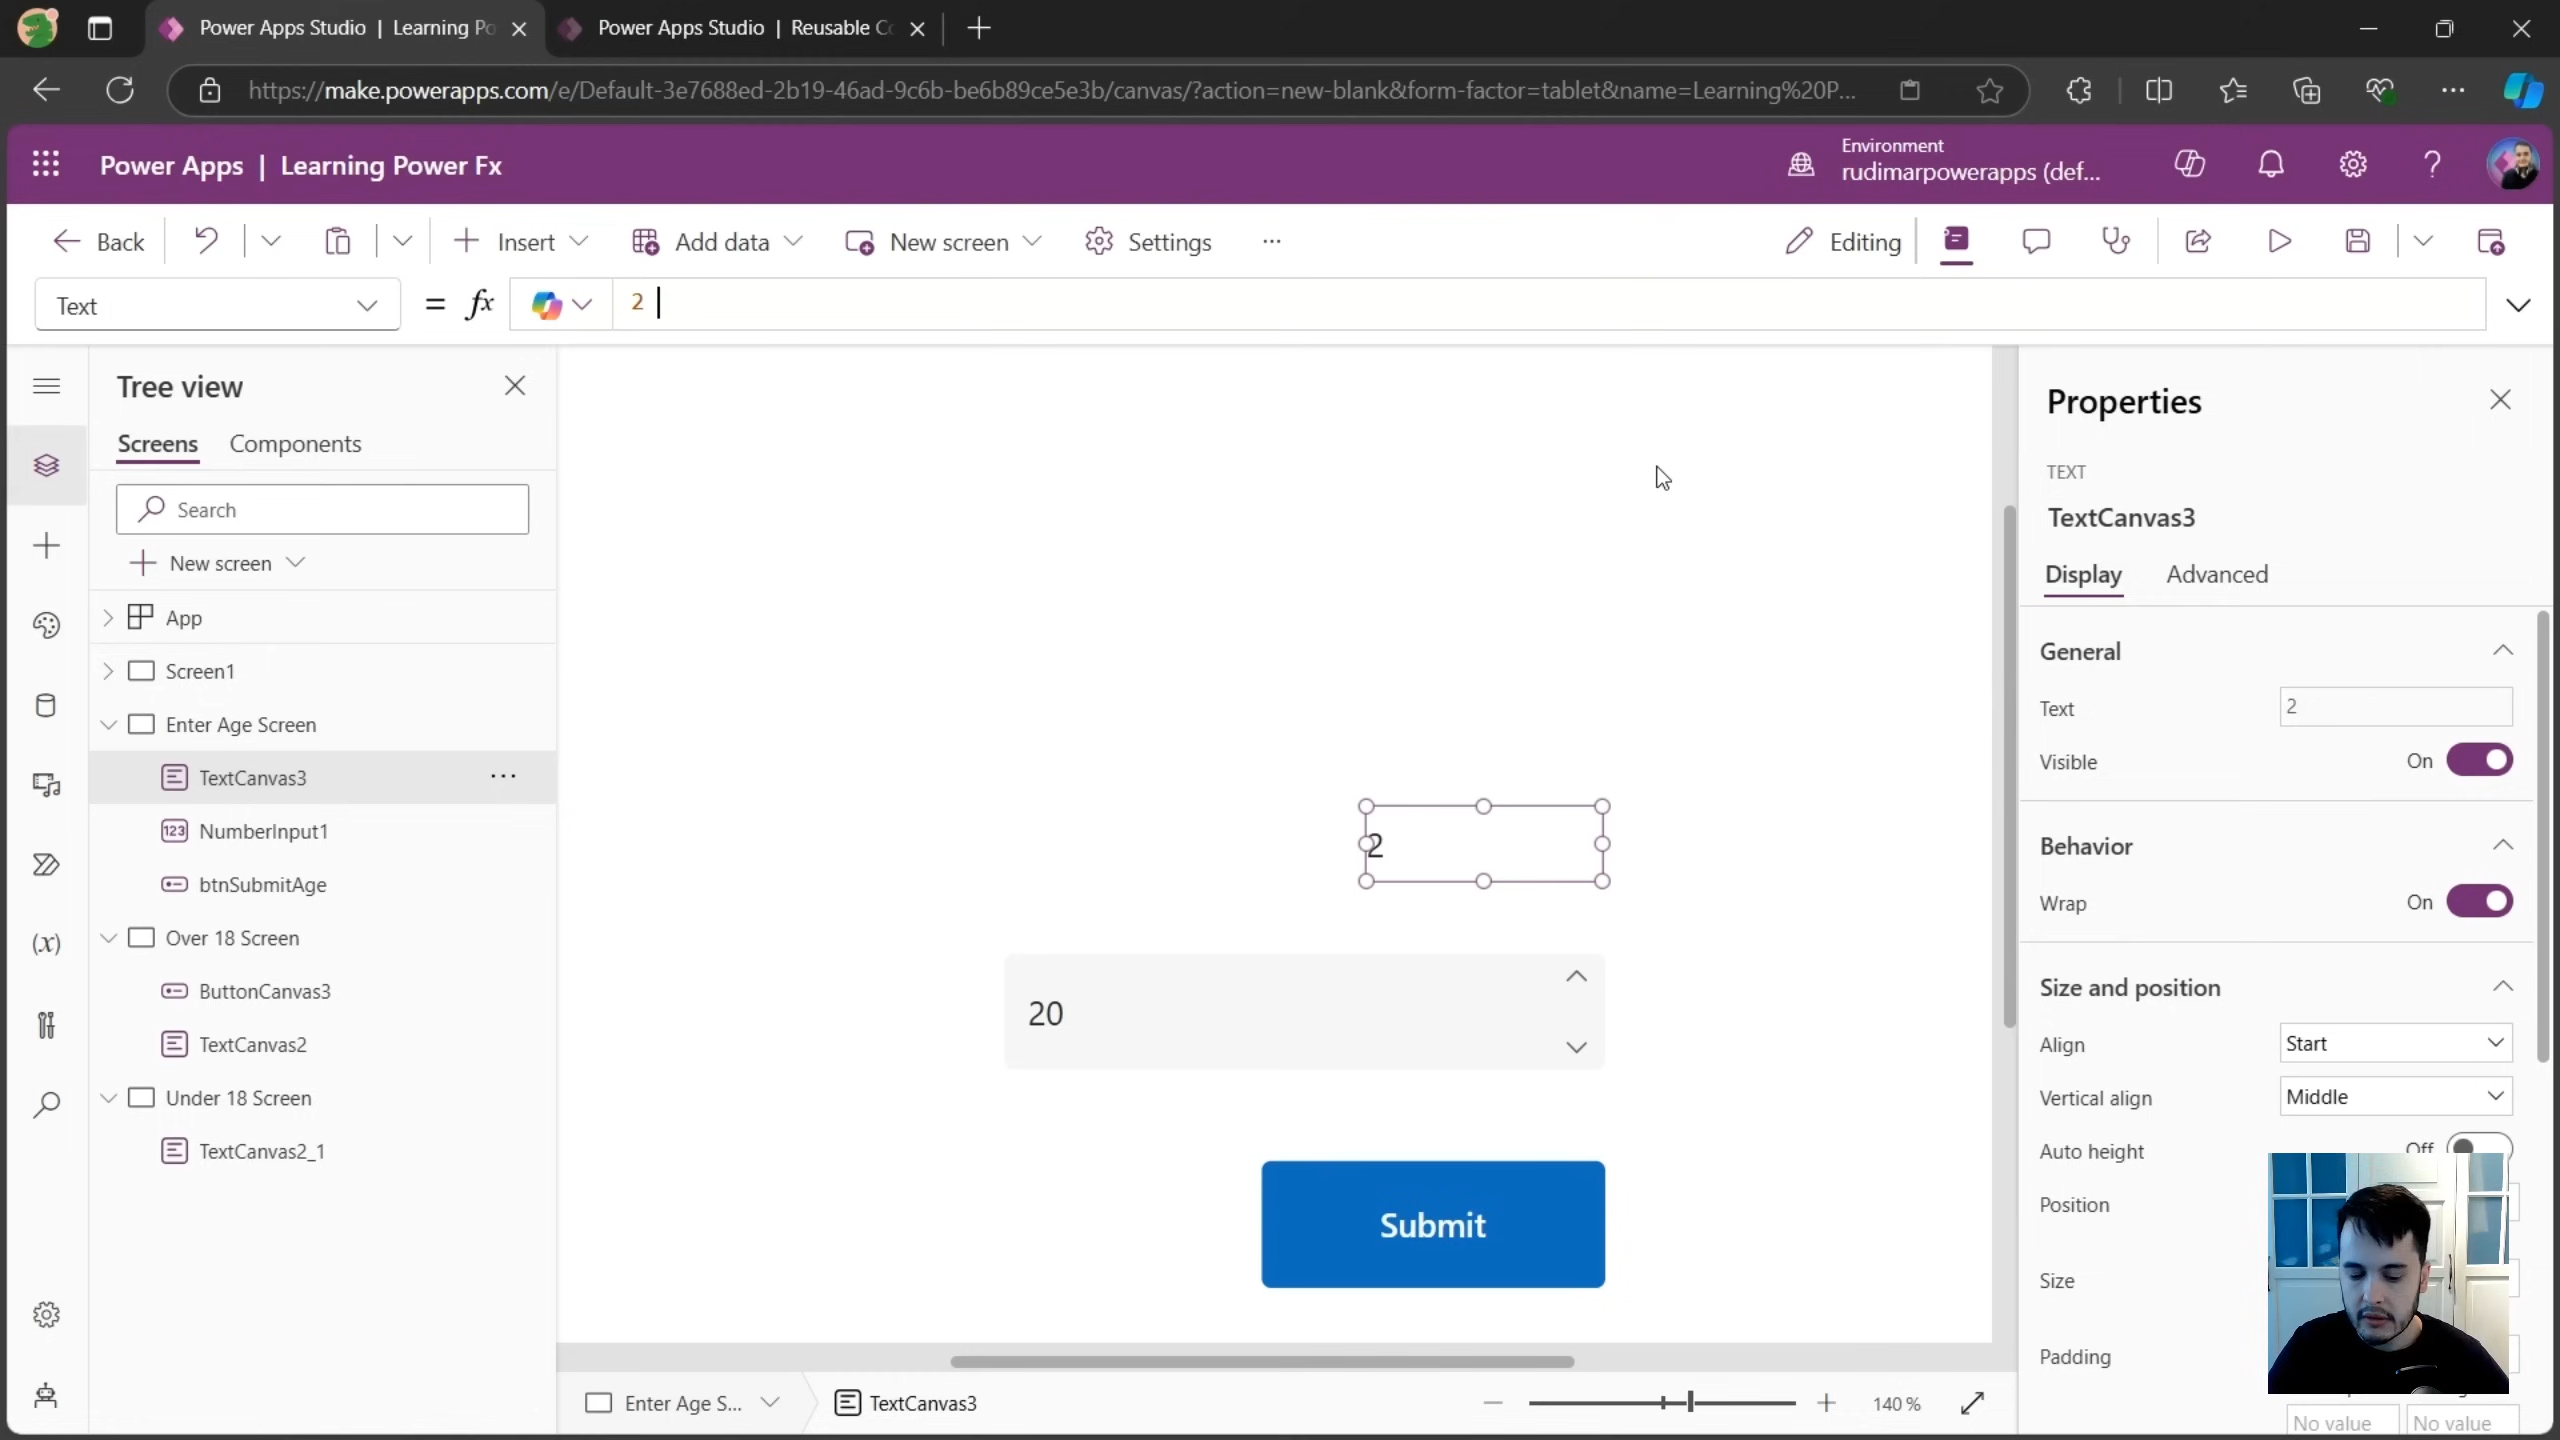 Power Apps Studio | Learning Po
Power Apps Studio | Reusable Co
https://make.powerapps.com/e/Default-3e7688ed-2b19-46ad-9c6b-be6b89ce5e3b/canvas/?action=new-blank&form-factor=tablet&name=Learning%20P...
Power Apps | Learning Power Fx
Environment
rudimarpowerapps (def...
Back
Insert
Add data
New screen
Settings
...
Editing
Text
= fx
2
Tree view
Screens
Components
Search
New screen
App
Screen1
Enter Age Screen
TextCanvas3
...
NumberInput1
btnSubmitAge
Over 18 Screen
ButtonCanvas3
TextCanvas2
Under 18 Screen
TextCanvas2_1
2
20
Submit
Enter Age S...
TextCanvas3
140 %
Properties
TEXT
TextCanvas3
Display
Advanced
General
Text
2
Visible
On
Behavior
Wrap
On
Size and position
Align
Start
Vertical align
Middle
Auto height
Off
Position
Size
Padding
No value
No value